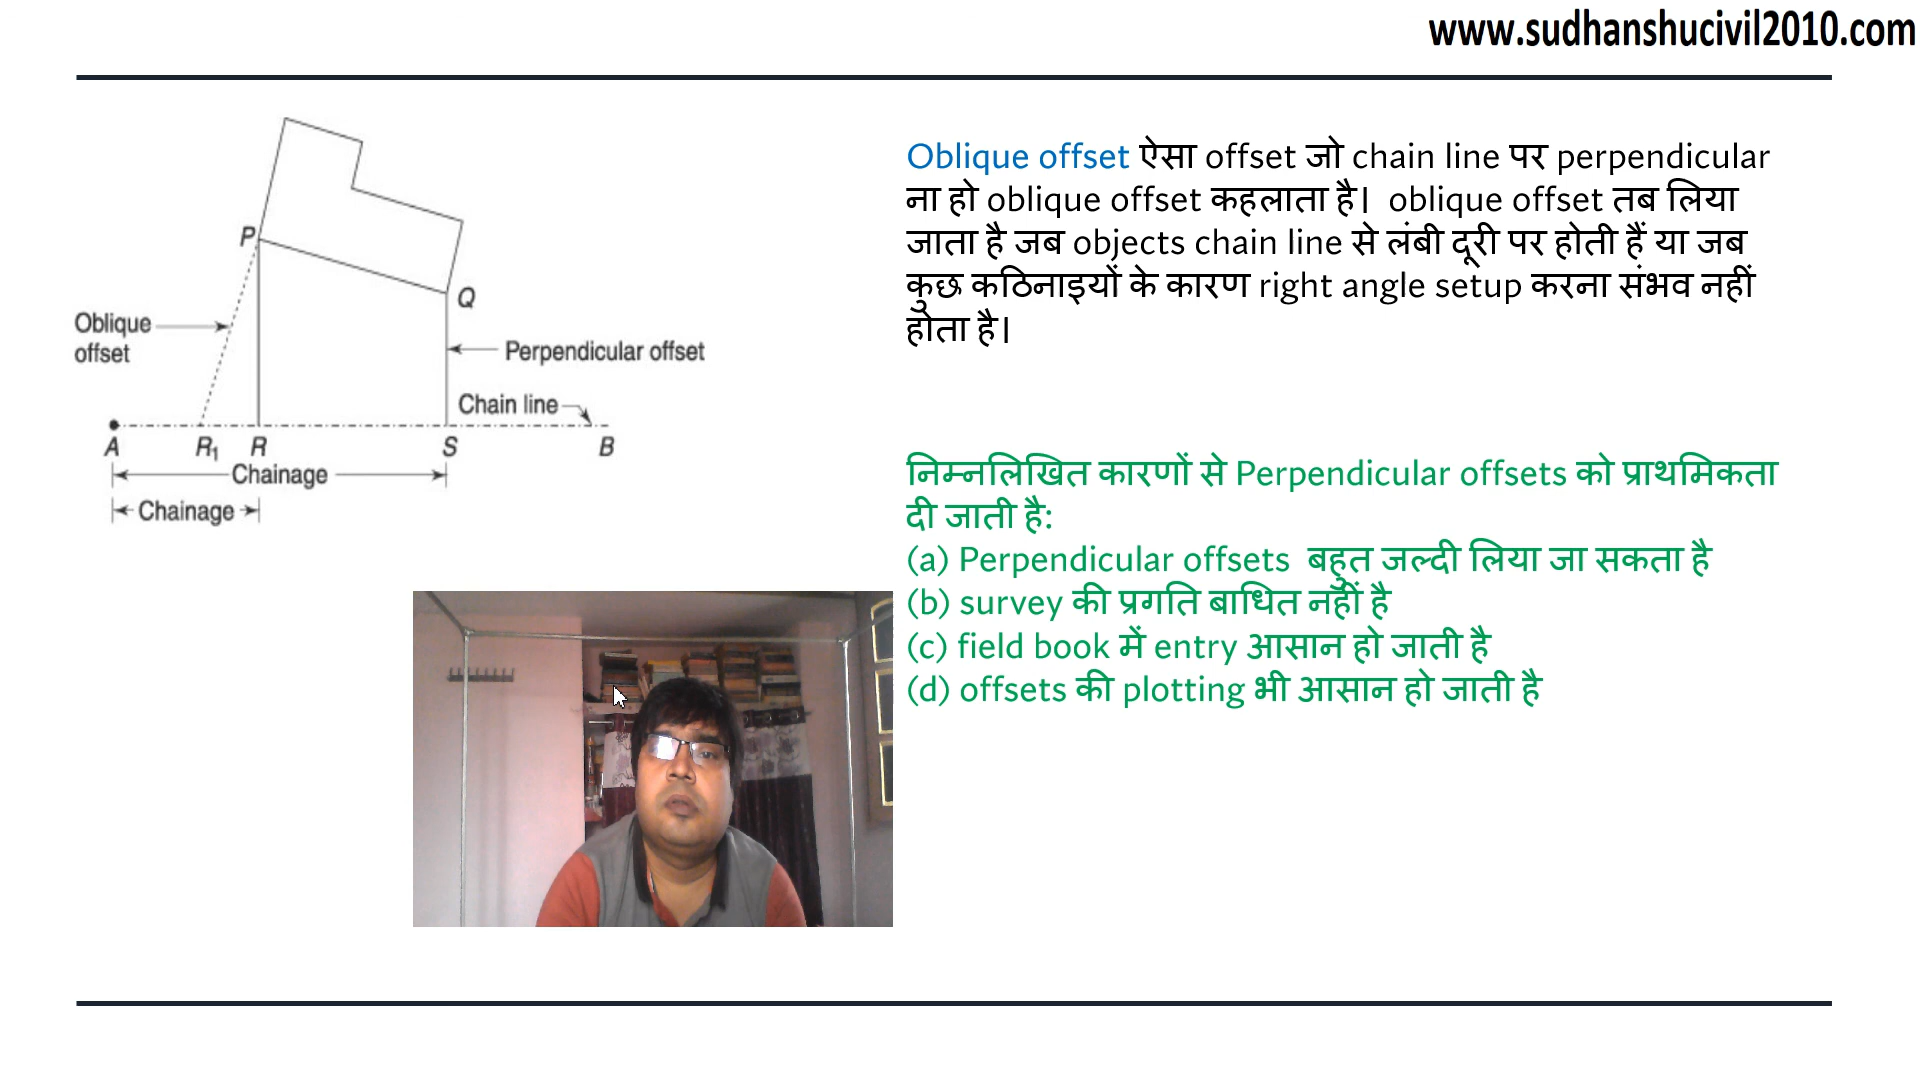 www.sudhanshucivil2010.com
P
Q
Oblique
offset
Perpendicular offset
Chain line
A
R1
R
S
B
Chainage
Chainage
Oblique offset ऐसा offset जो chain line पर perpendicular
ना हो oblique offset कहलाता है। oblique offset तब लिया
जाता है जब objects chain line से लंबी दूरी पर होती हैं या जब
कुछ कठिनाइयों के कारण right angle setup करना संभव नहीं
होता है।
निम्नलिखित कारणों से Perpendicular offsets को प्राथमिकता
दी जाती है:
(a) Perpendicular offsets बहुत जल्दी लिया जा सकता है
(b) survey की प्रगति बाधित नहीं है
(c) field book में entry आसान हो जाती है
(d) offsets की plotting भी आसान हो जाती है